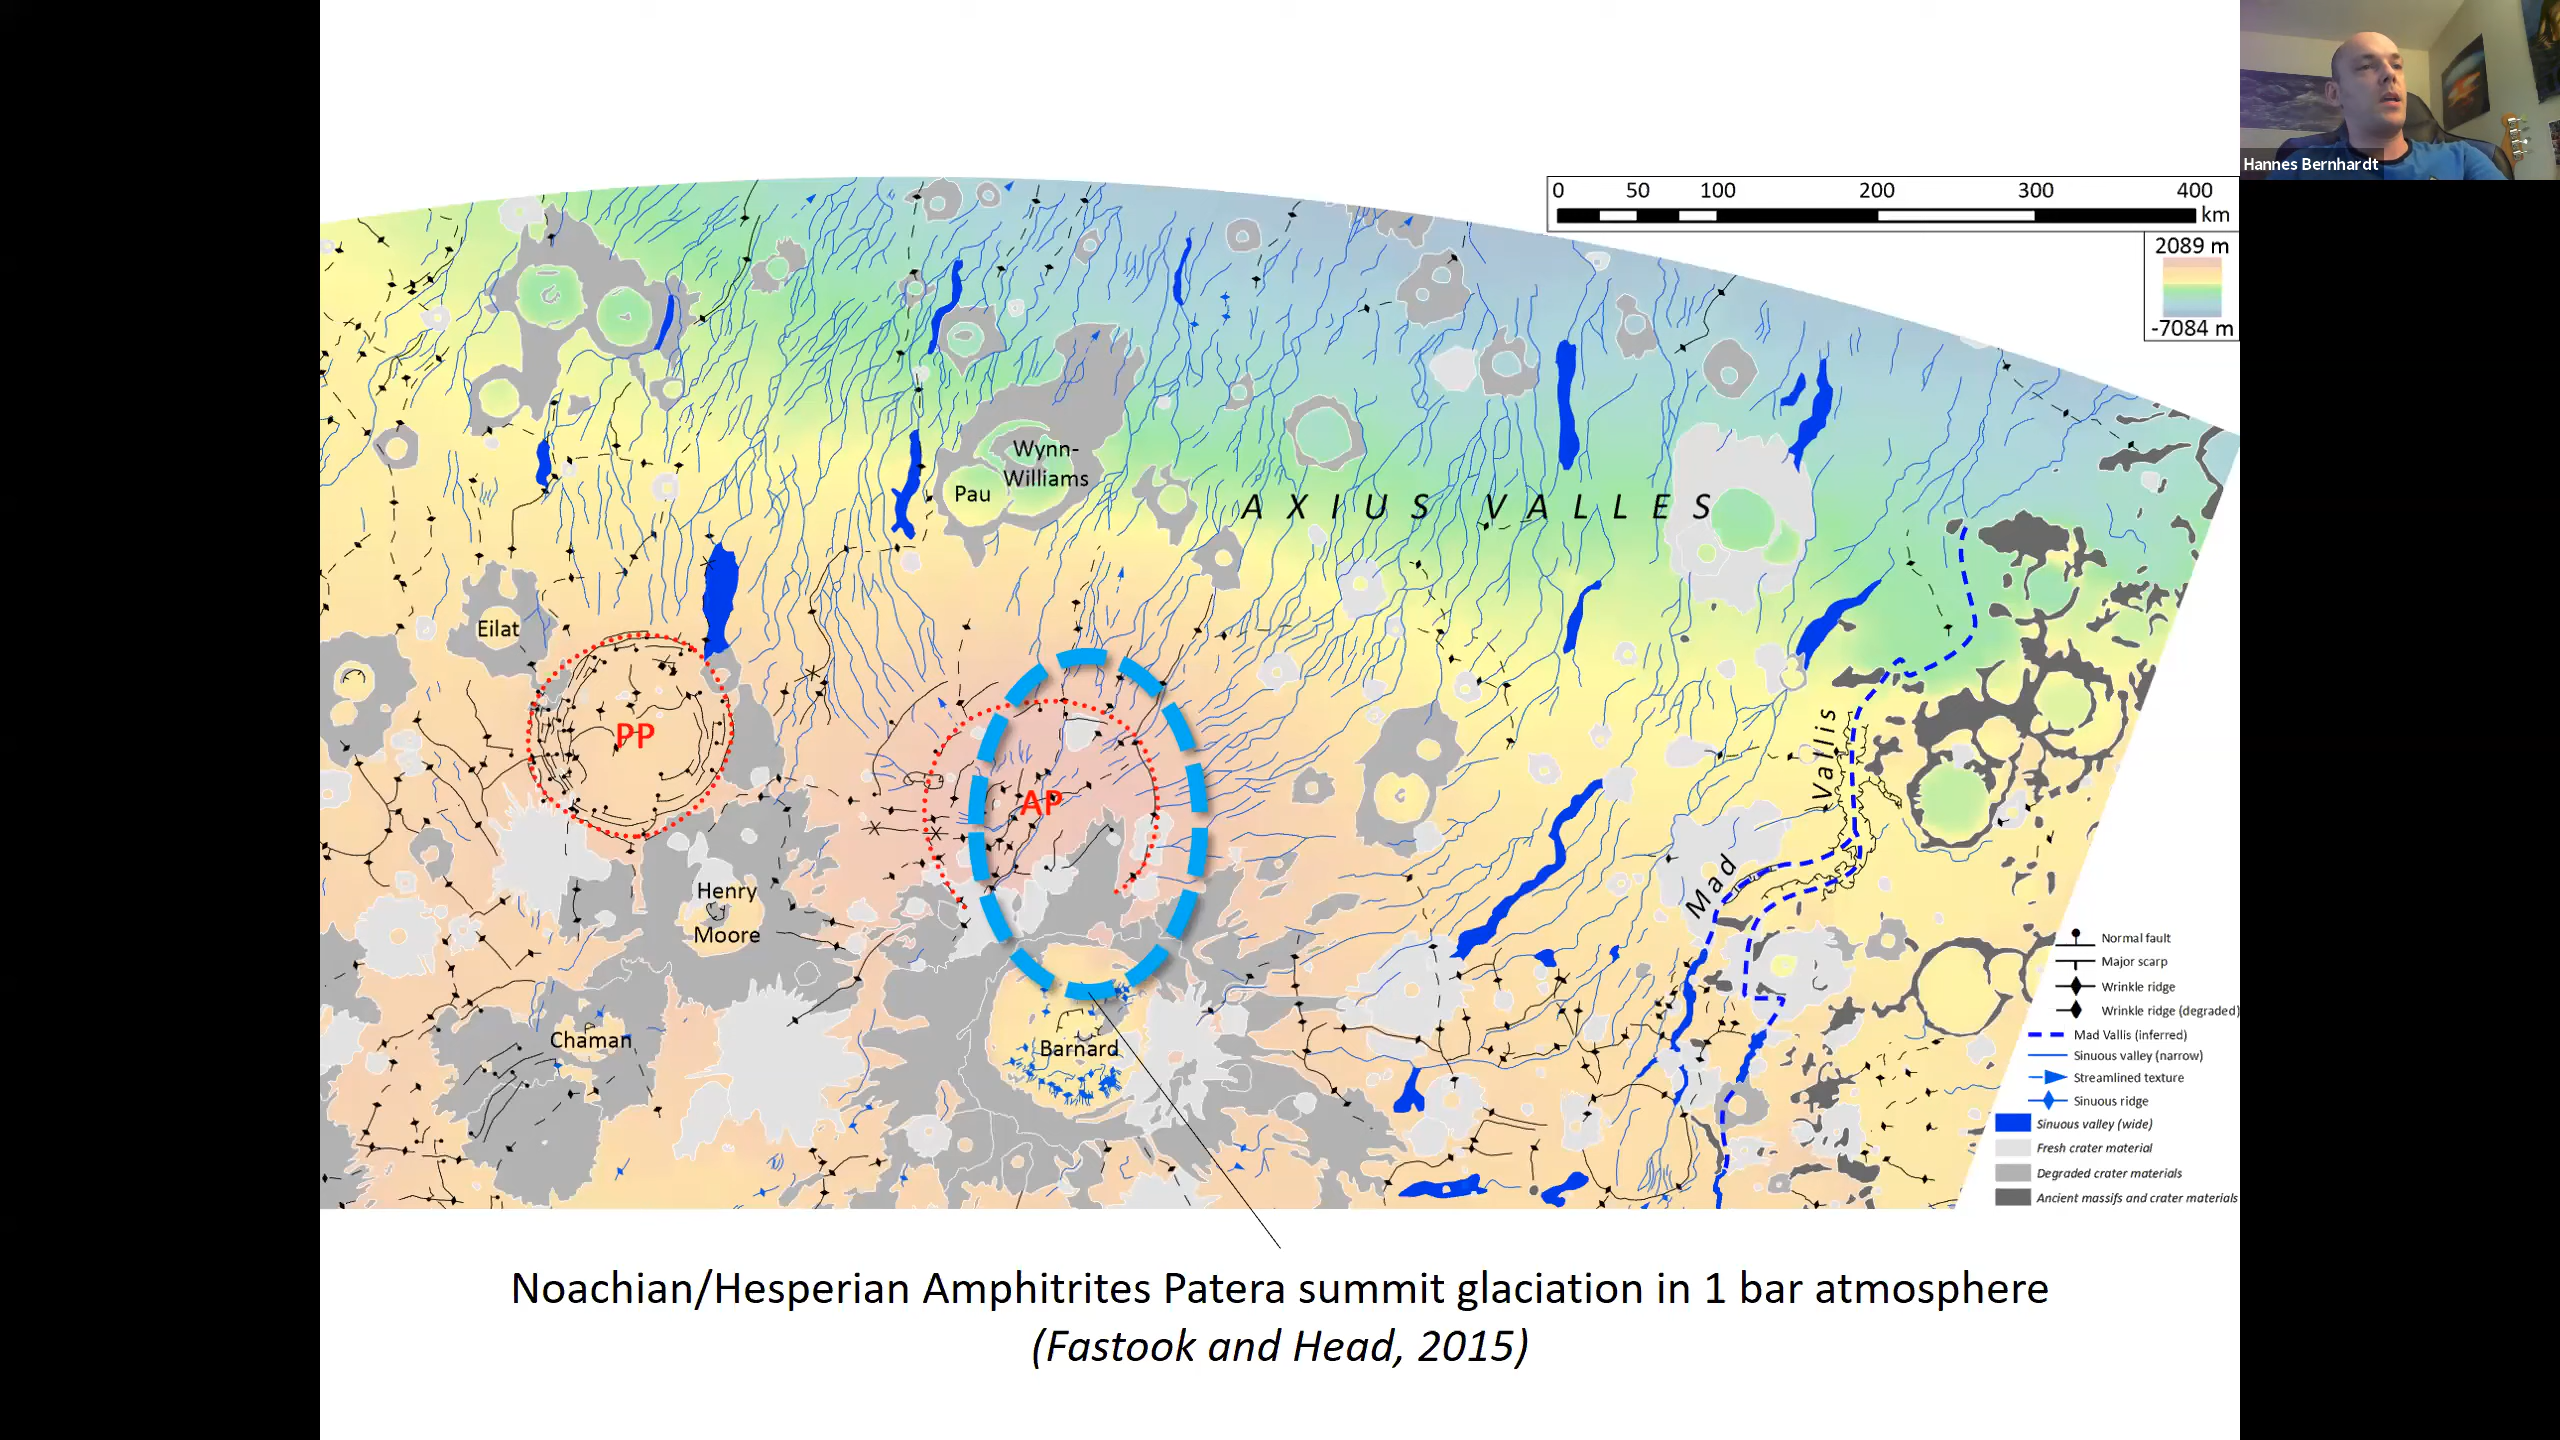 Hannes Bernhardt
0 50 100 200 300 400
km
2089 m
-7084 m
Wynn-
Williams
Pau
AXIUS VALLES
Eilat
PP
AP
Mad Vallis
Henry
Moore
Chaman
Barnard
Normal fault
Major scarp
Wrinkle ridge
Wrinkle ridge (degraded)
Mad Vallis (inferred)
Sinuous valley (narrow)
Streamlined texture
Sinuous ridge
Sinuous valley (wide)
Fresh crater material
Degraded crater materials
Ancient massifs and crater materials
Noachian/Hesperian Amphitrites Patera summit glaciation in 1 bar atmosphere
(Fastook and Head, 2015)